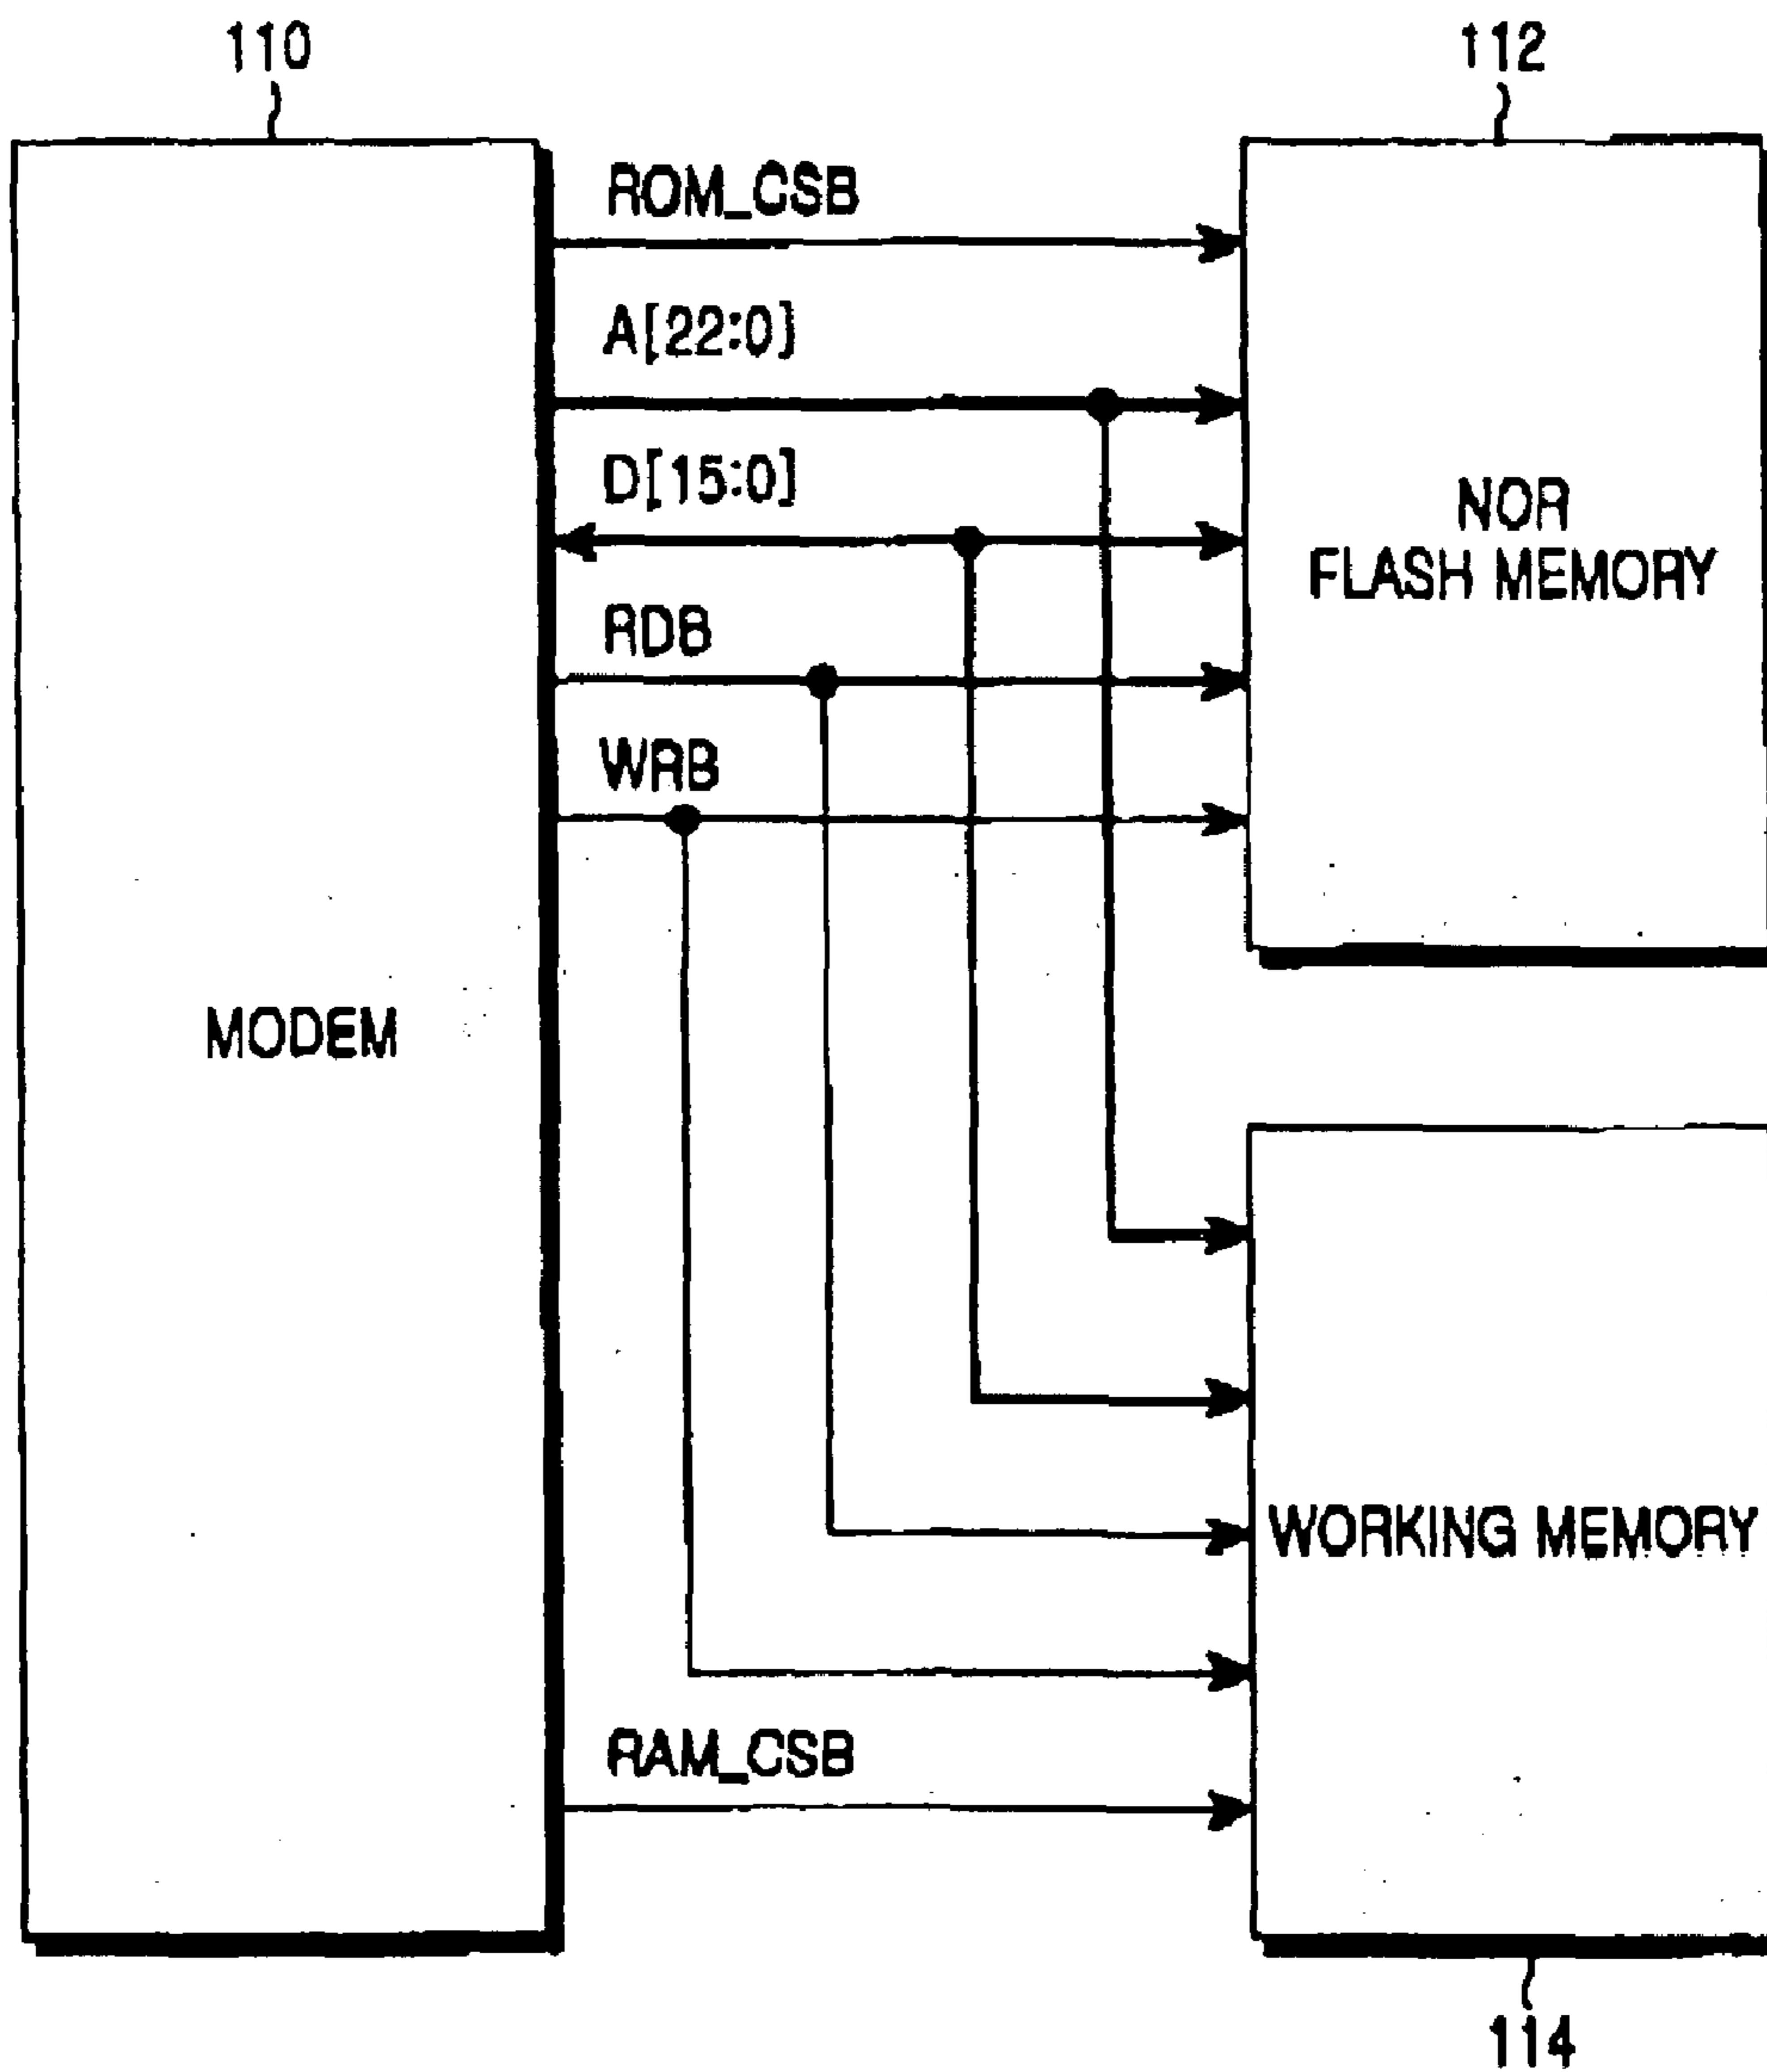 110
112
ROM_CSB
A[22:0]
D[15:0]
NOR
FLASH MEMORY
RDB
WRB
MODEM
WORKING MEMORY
RAM_CSB
114